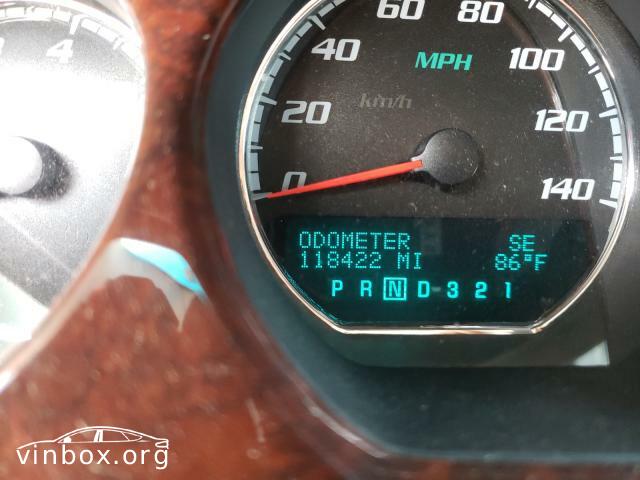 4
60 80
40 100
MPH
km/h
20 120
0 140
ODOMETER SE
118422 MI 86°F
P R N D 3 2 1
vinbox.org